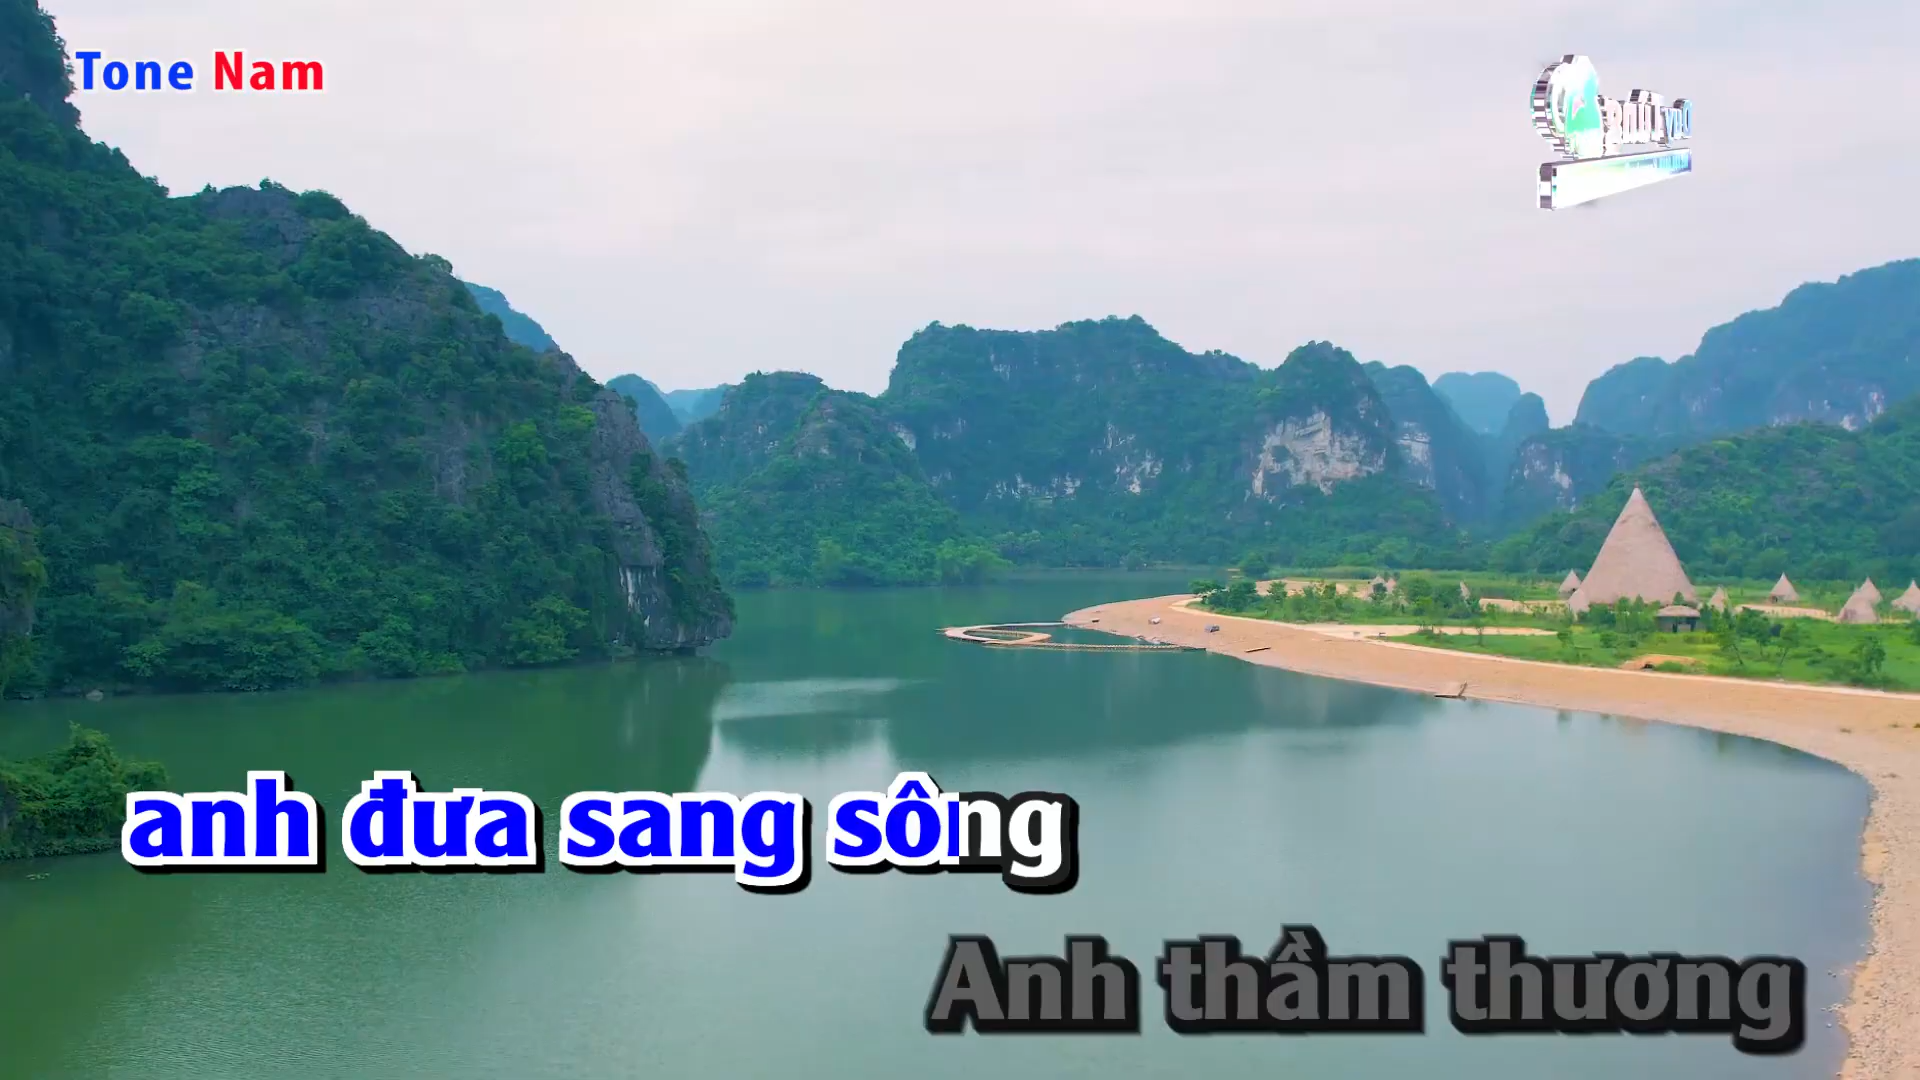 Tone Nam
anh đưa sang sông
Anh thầm thương